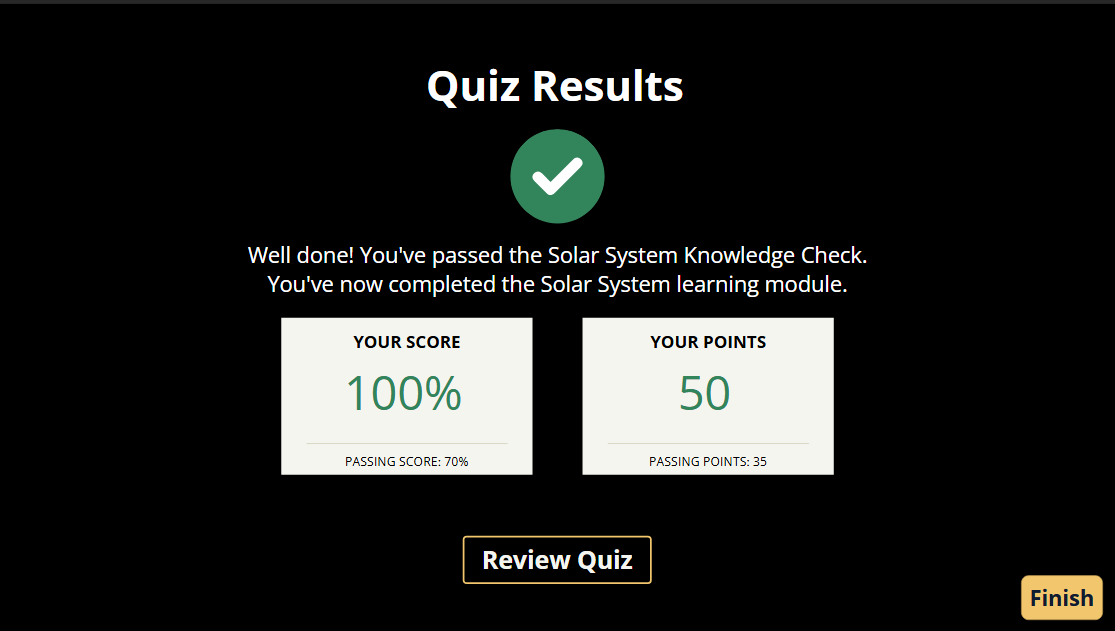 Quiz Results
Well done! You've passed the Solar System Knowledge Check.
You've now completed the Solar System learning module.
YOUR SCORE
100%
PASSING SCORE: 70%
YOUR POINTS
50
PASSING POINTS: 35
Review Quiz
Finish